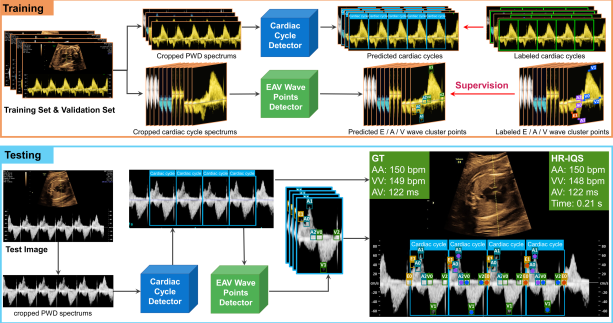 Training
Training Set & Validation Set
Cropped PWD spectrums
Cardiac
Cycle
Detector
Cardiac cycles
Predicted cardiac cycles
Labeled cardiac cycles
Cropped cardiac cycle spectrums
EAV Wave
Points
Detector
Predicted E / A / V wave cluster points
Supervision
Labeled E / A / V wave cluster points
Testing
Test Image
cropped PWD spectrums
Cardiac
Cycle
Detector
Cardiac cycle Cardiac cycle Cardiac cycle Cardiac cycle
EAV Wave
Points
Detector
GT
AA: 150 bpm
VV: 149 bpm
AV: 122 ms
HR-IQS
AA: 150 bpm
VV: 148 bpm
AV: 122 ms
Time: 0.21 s
Cardiac cycle Cardiac cycle Cardiac cycle Cardiac cycle